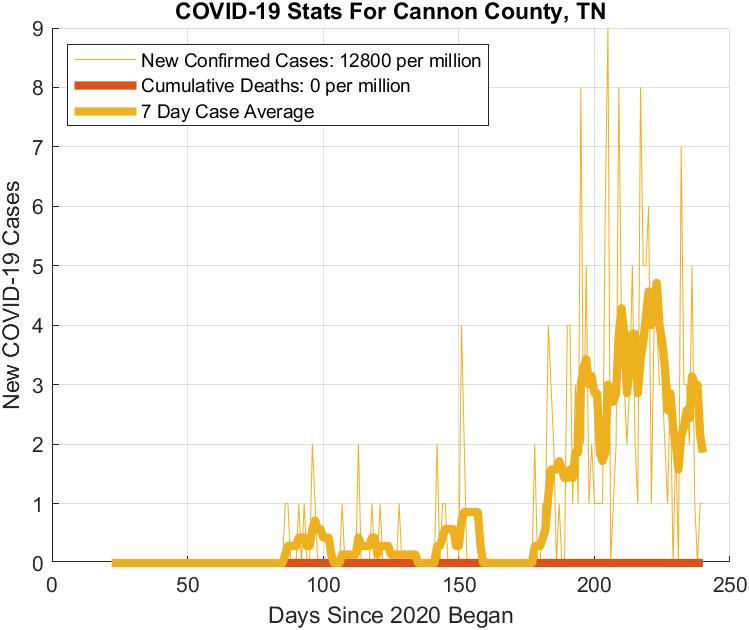 COVID-19 Stats For Cannon County, TN
New Confirmed Cases: 12800 per million
Cumulative Deaths: 0 per million
7 Day Case Average
New COVID-19 Cases
9
8
7
6
5
4
3
2
1
0
0 50 100 150 200 250
Days Since 2020 Began